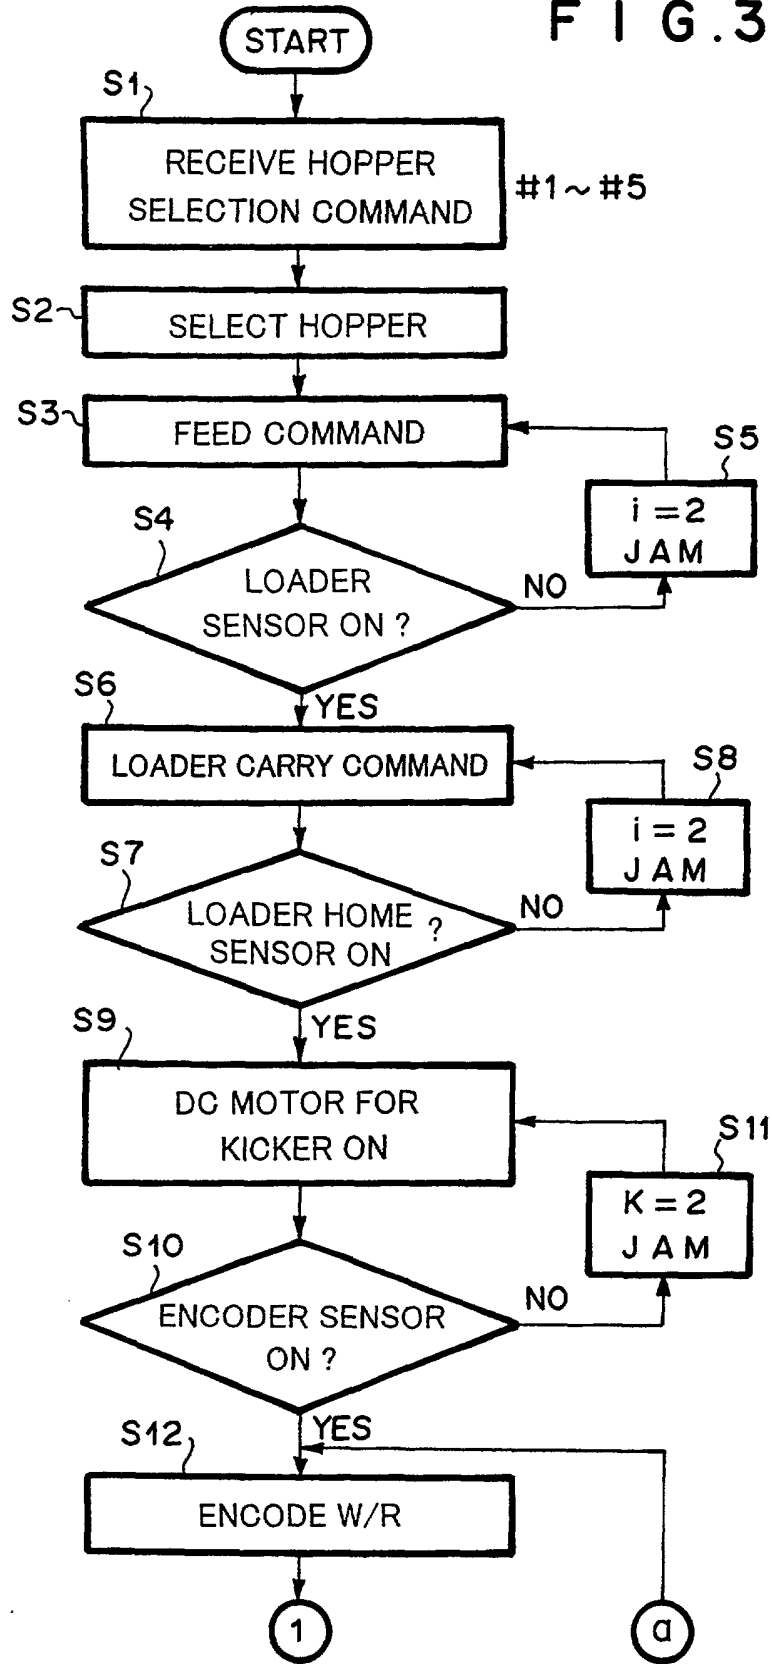 FIG.3
START
S1
RECEIVE HOPPER
SELECTION COMMAND
#1~#5
S2
SELECT HOPPER
S3
FEED COMMAND
S5
i=2
JAM
S4
LOADER
SENSOR ON ?
NO
YES
S6
LOADER CARRY COMMAND
S8
i=2
JAM
S7
LOADER HOME ?
SENSOR ON
NO
YES
S9
DC MOTOR FOR
KICKER ON
S11
K=2
JAM
S10
ENCODER SENSOR
ON ?
NO
YES
S12
ENCODE W/R
1
a